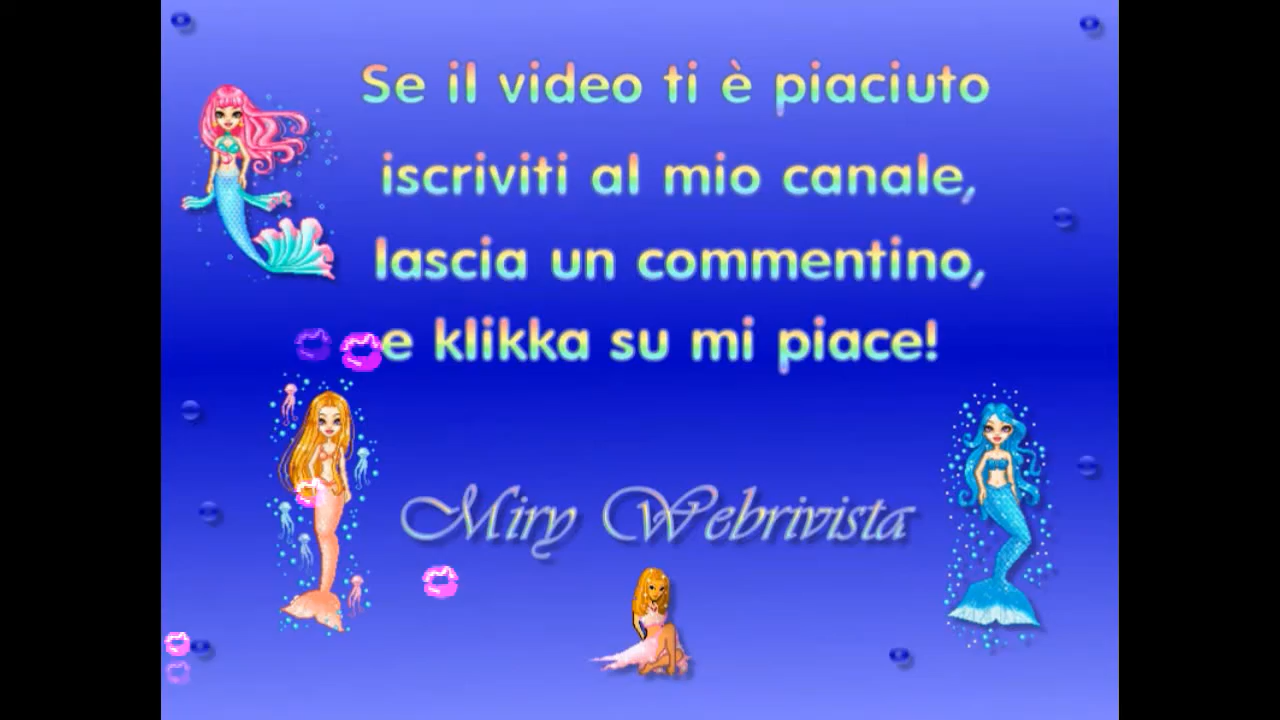 Se il video ti è piaciuto
iscriviti al mio canale,
lascia un commentino,
e klikka su mi piace!
Miry Webrivista